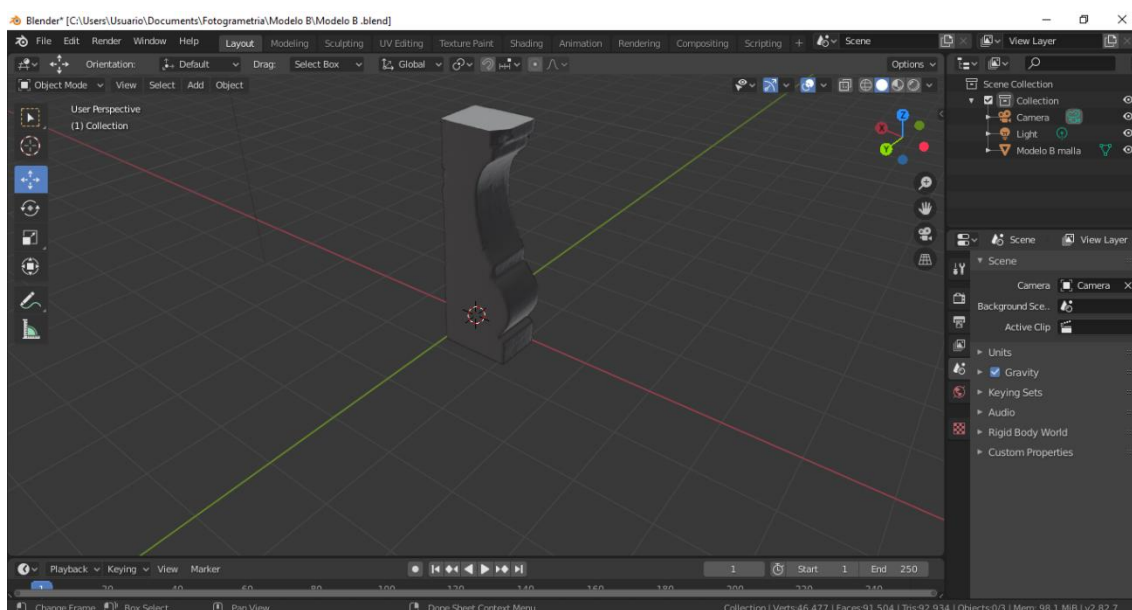 Blender* [C:\Users\Usuario\Documents\Fotogrametria\Modelo B\Modelo B .blend]
File Edit Render Window Help Layout Modeling Sculpting UV Editing Texture Paint Shading Animation Rendering Compositing Scripting + Scene View Layer
Orientation: Default Drag: Select Box Global Options
Object Mode View Select Add Object
User Perspective
(1) Collection
Z
X
Y
Scene Collection
Collection
Camera
Light
Modelo B malla
Scene View Layer
Scene
Camera Camera
Background Sce..
Active Clip
Units
Gravity
Keying Sets
Audio
Rigid Body World
Custom Properties
Playback Keying View Marker 1 Start 1 End 250
1 20 40 60 80 100 120 140 160 180 200 220 240
Change Frame Box Select Pan View Dope Sheet Context Menu Collection | Verts:46,477 | Faces:91,504 | Tris:92,934 | Objects:0/3 | Mem: 98.1 MiB | v2.82.7